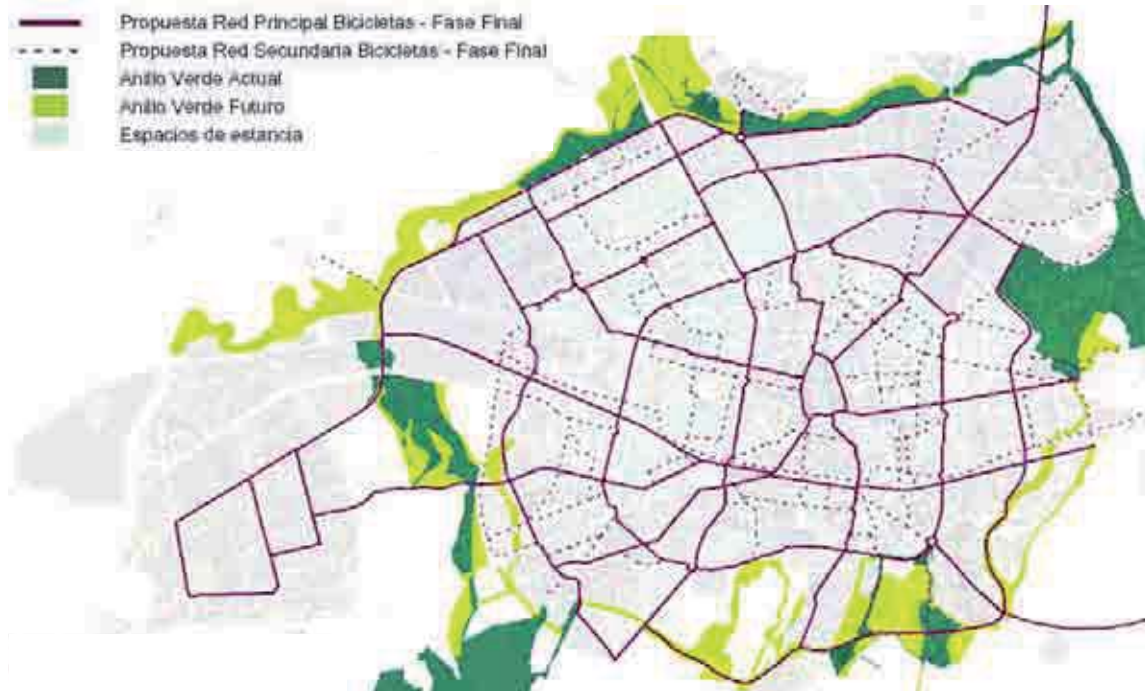 Propuesta Red Principal Bicicletas - Fase Final
Propuesta Red Secundaria Bicicletas - Fase Final
Anillo Verde Actual
Anillo Verde Futuro
Espacios de estancia